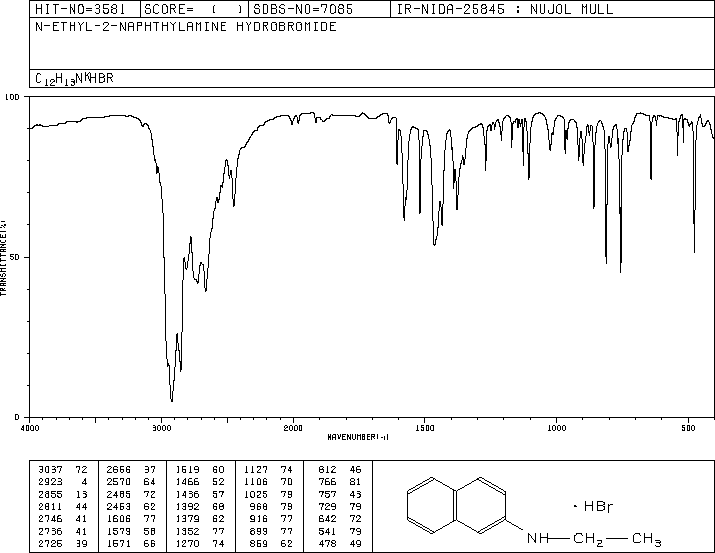 HIT-NO=3581 SCORE= ( ) SDBS-NO=7085 IR-NIDA-25845 : NUJOL MULL
N-ETHYL-2-NAPHTHYLAMINE HYDROBROMIDE
C12H13N·HBR
100
50
0
TRANSMITTANCE(%)
4000 3000 2000 1500 1000 500
WAVENUMBER(-1)
3037 72 2666 37 1519 60 1127 74 812 46
2923 4 2570 64 1466 52 1106 70 766 81
2855 13 2485 72 1456 57 1025 79 757 43
2811 44 2453 62 1392 68 968 79 729 79
2746 41 1606 77 1379 62 916 77 642 72
2736 41 1579 58 1352 77 899 77 541 79
2725 39 1571 66 1270 74 859 62 478 49
· HBr
NH CH2 CH3